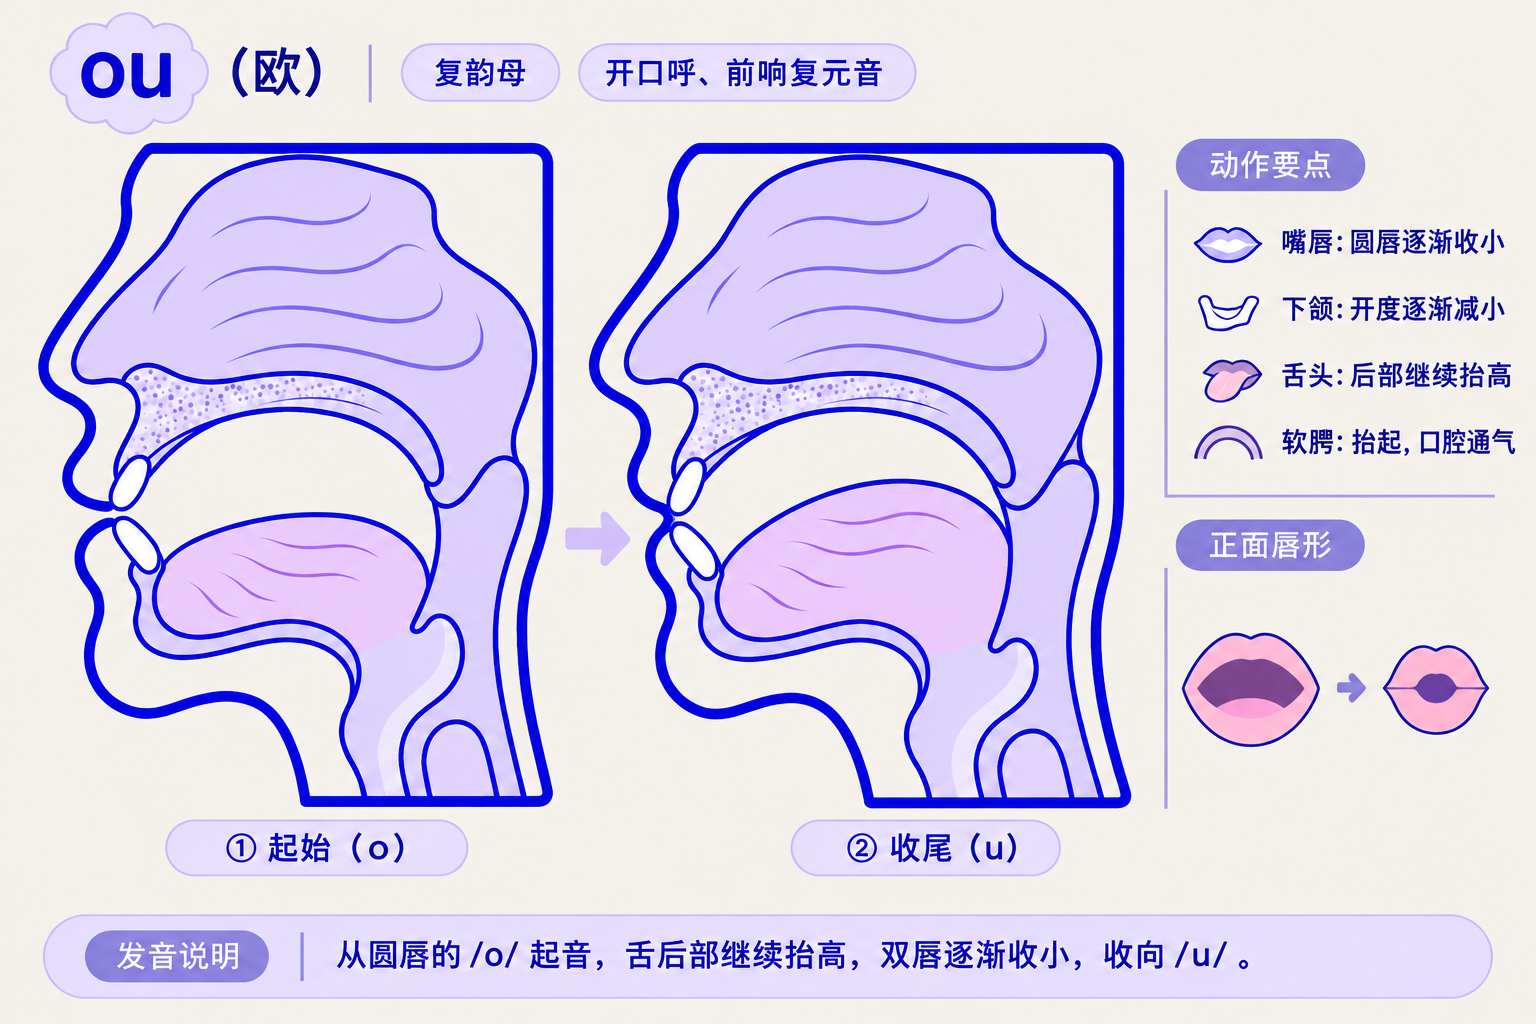 ou（欧）
复韵母
开口呼、前响复元音
动作要点
嘴唇：圆唇逐渐收小
下颌：开度逐渐减小
舌头：后部继续抬高
软腭：抬起，口腔通气
正面唇形
① 起始（o）
② 收尾（u）
发音说明
从圆唇的 /o/ 起音，舌后部继续抬高，双唇逐渐收小，收向 /u/ 。